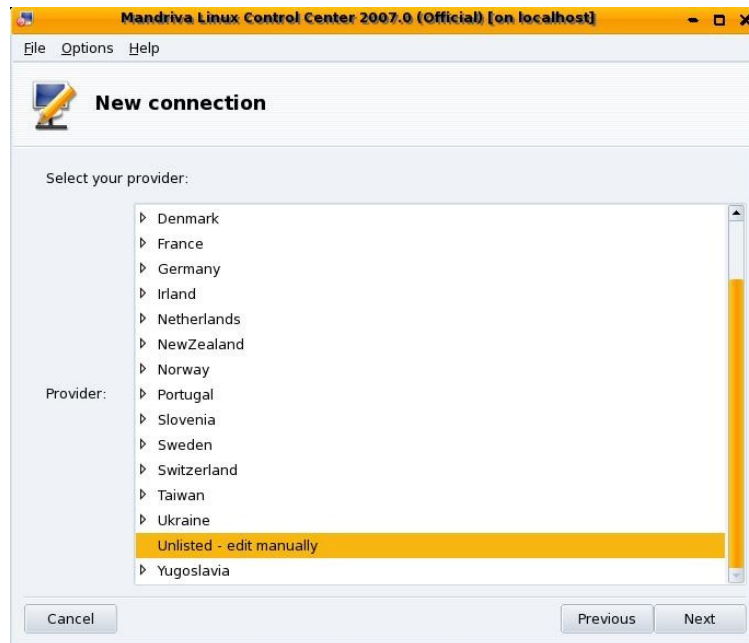 Mandriva Linux Control Center 2007.0 (Official) [on localhost]
File Options Help
New connection
Select your provider:
Provider:
Denmark
France
Germany
Irland
Netherlands
NewZealand
Norway
Portugal
Slovenia
Sweden
Switzerland
Taiwan
Ukraine
Unlisted - edit manually
Yugoslavia
Cancel Previous Next